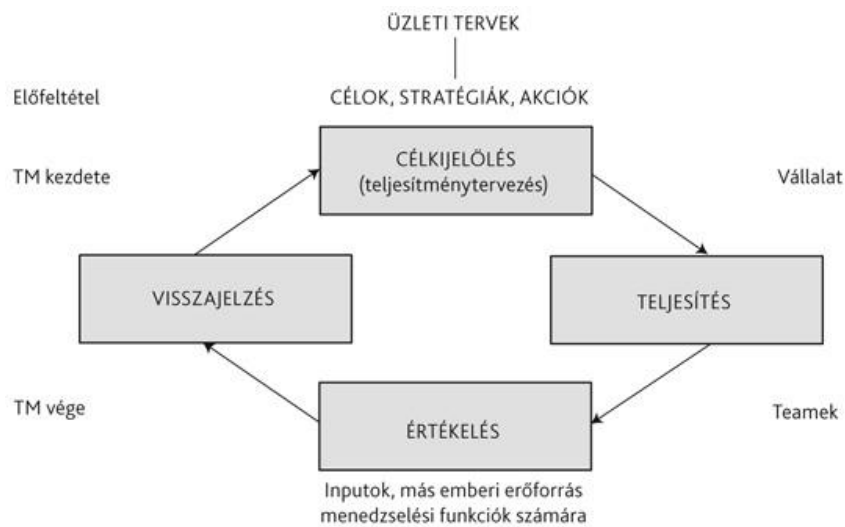 ÜZLETI TERVEK
Előfeltétel
CÉLOK, STRATÉGIÁK, AKCIÓK
TM kezdete
CÉLKIJELÖLÉS
(teljesítménytervezés)
Vállalat
VISSZAJELZÉS
TELJESÍTÉS
TM vége
ÉRTÉKELÉS
Teamek
Inputok, más emberi erőforrás
menedzselési funkciók számára